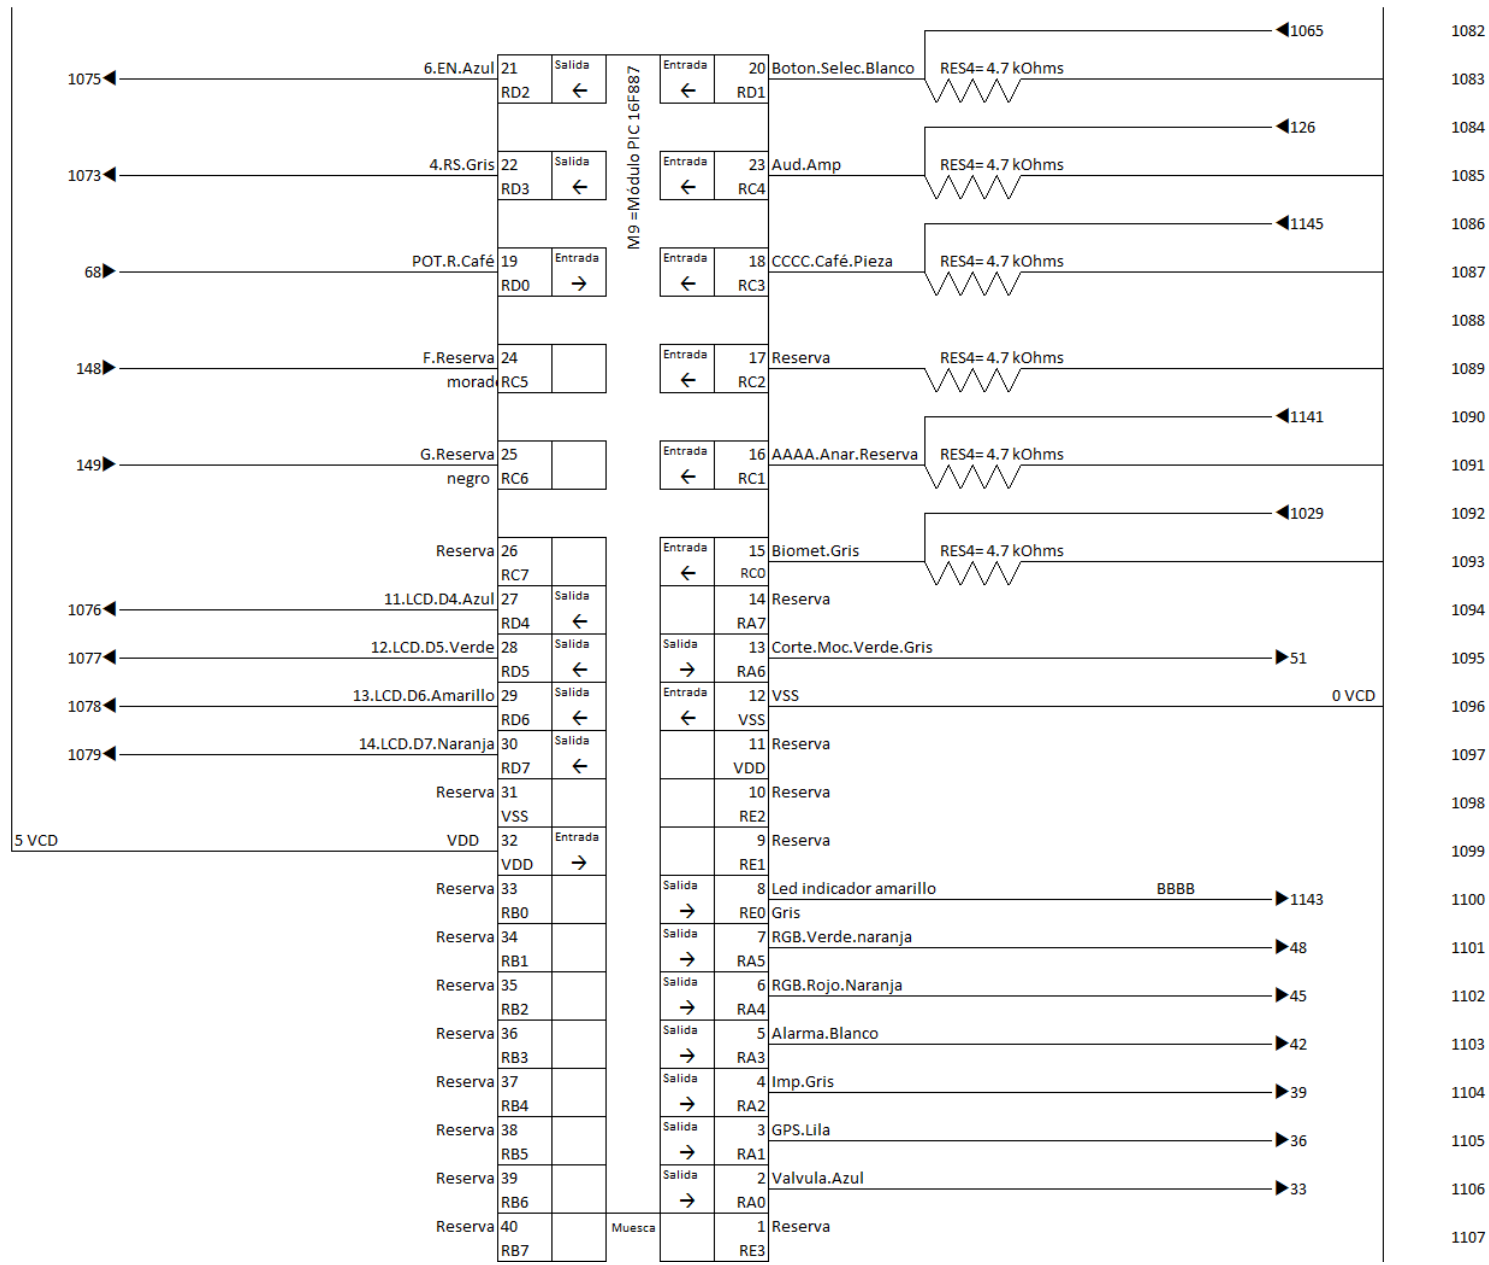 ◀1065 1082
6.EN.Azul 21 Salida Entrada 20 Boton.Selec.Blanco RES4= 4.7 kOhms
1075◀ RD2 ← ← RD1 1083
M9 =Módulo PIC 16F887
◀126 1084
4.RS.Gris 22 Salida Entrada 23 Aud.Amp RES4= 4.7 kOhms
1073◀ RD3 ← ← RC4 1085
◀1145 1086
POT.R.Café 19 Entrada Entrada 18 CCCC.Café.Pieza RES4= 4.7 kOhms
68▶ RD0 → ← RC3 1087
1088
F.Reserva 24 Entrada 17 Reserva RES4= 4.7 kOhms
148▶ morado RC5 ← RC2 1089
◀1141 1090
G.Reserva 25 Entrada 16 AAAA.Anar.Reserva RES4= 4.7 kOhms
149▶ negro RC6 ← RC1 1091
◀1029 1092
Reserva 26 Entrada 15 Biomet.Gris RES4= 4.7 kOhms
RC7 ← RC0 1093
11.LCD.D4.Azul 27 Salida 14 Reserva
1076◀ RD4 ← RA7 1094
12.LCD.D5.Verde 28 Salida Salida 13 Corte.Moc.Verde.Gris
1077◀ RD5 ← → RA6 ▶51 1095
13.LCD.D6.Amarillo 29 Salida Entrada 12 VSS 0 VCD
1078◀ RD6 ← ← VSS 1096
14.LCD.D7.Naranja 30 Salida 11 Reserva
1079◀ RD7 ← VDD 1097
Reserva 31 10 Reserva
VSS RE2 1098
5 VCD VDD 32 Entrada 9 Reserva
VDD → RE1 1099
Reserva 33 Salida 8 Led indicador amarillo BBBB
RB0 → RE0 Gris ▶1143 1100
Reserva 34 Salida 7 RGB.Verde.naranja
RB1 → RA5 ▶48 1101
Reserva 35 Salida 6 RGB.Rojo.Naranja
RB2 → RA4 ▶45 1102
Reserva 36 Salida 5 Alarma.Blanco
RB3 → RA3 ▶42 1103
Reserva 37 Salida 4 Imp.Gris
RB4 → RA2 ▶39 1104
Reserva 38 Salida 3 GPS.Lila
RB5 → RA1 ▶36 1105
Reserva 39 Salida 2 Valvula.Azul
RB6 → RA0 ▶33 1106
Reserva 40 Muesca 1 Reserva
RB7 RE3 1107